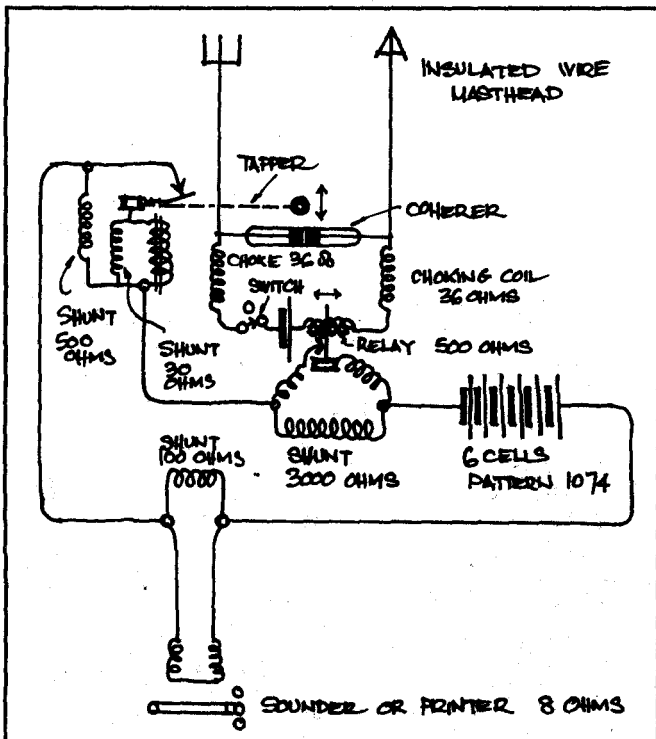 INSULATED WIRE
MASTHEAD
TAPPER
COHERER
CHOKE 36 Ω
SWITCH
CHOKING COIL
36 OHMS
SHUNT
500
OHMS
SHUNT
30
OHMS
RELAY 500 OHMS
SHUNT
100 OHMS
SHUNT
3000 OHMS
6 CELLS
PATTERN 1074
SOUNDER OR PRINTER 8 OHMS